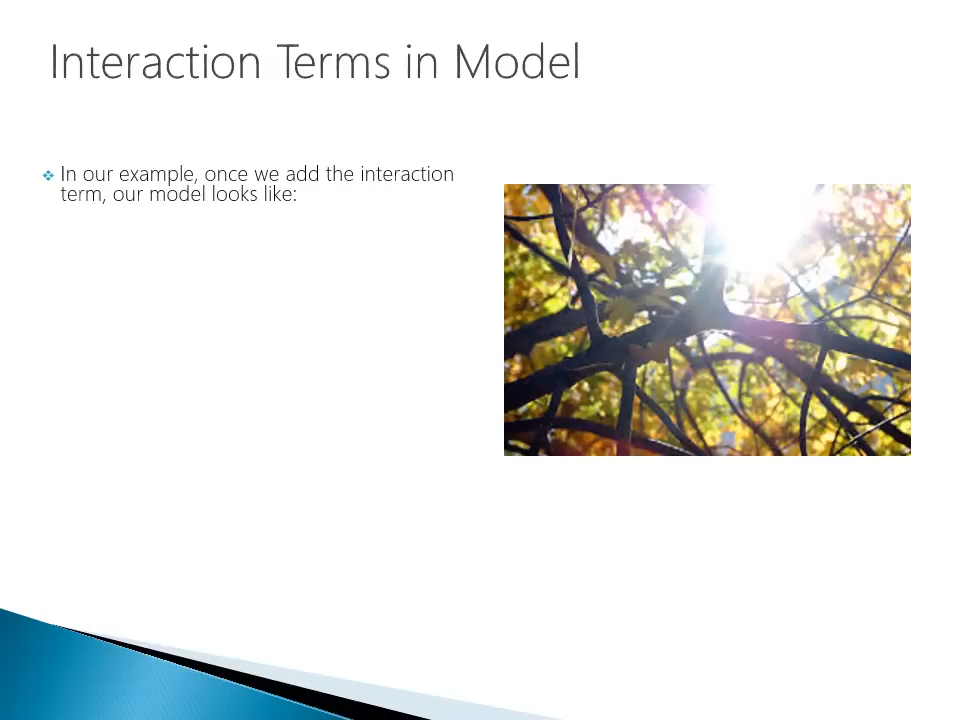 Interaction Terms in Model
In our example, once we add the interaction
term, our model looks like: